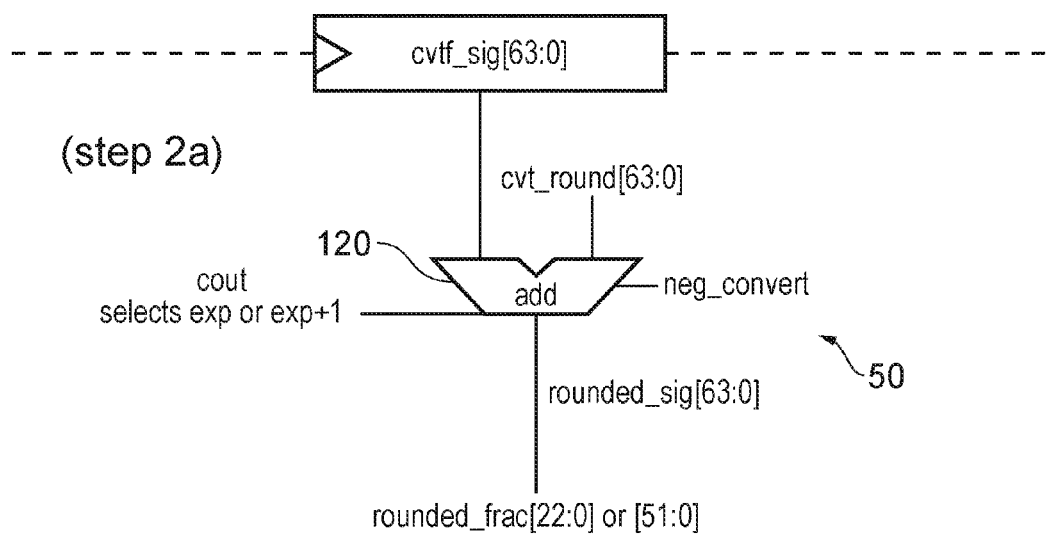 cvtf_sig[63:0]
(step 2a)
cvt_round[63:0]
120
cout
selects exp or exp+1
add
neg_convert
50
rounded_sig[63:0]
rounded_frac[22:0] or [51:0]